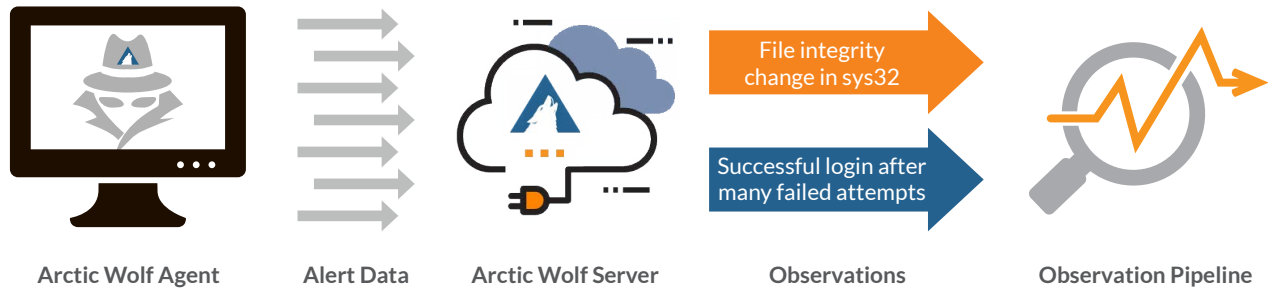 File integrity
change in sys32
Successful login after
many failed attempts
Arctic Wolf Agent
Alert Data
Arctic Wolf Server
Observations
Observation Pipeline